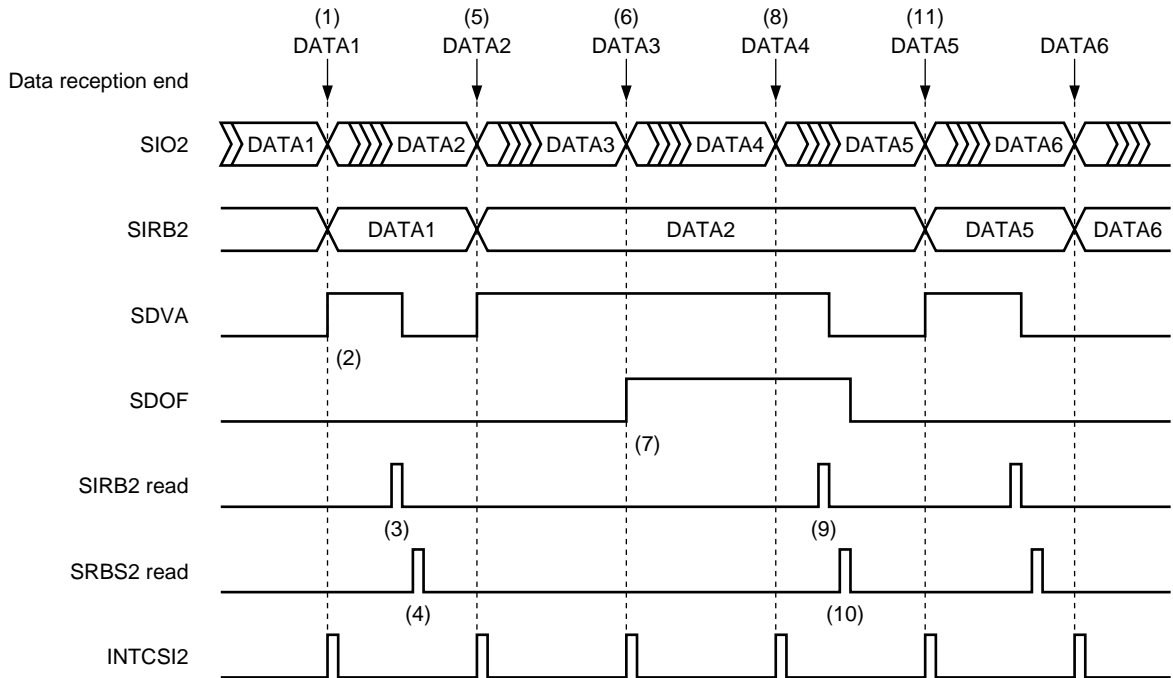 (1) (5) (6) (8) (11)
DATA1 DATA2 DATA3 DATA4 DATA5 DATA6
Data reception end
SIO2 DATA1 DATA2 DATA3 DATA4 DATA5 DATA6
SIRB2 DATA1 DATA2 DATA5 DATA6
SDVA
(2)
SDOF
(7)
SIRB2 read
(3) (9)
SRBS2 read
(4) (10)
INTCSI2